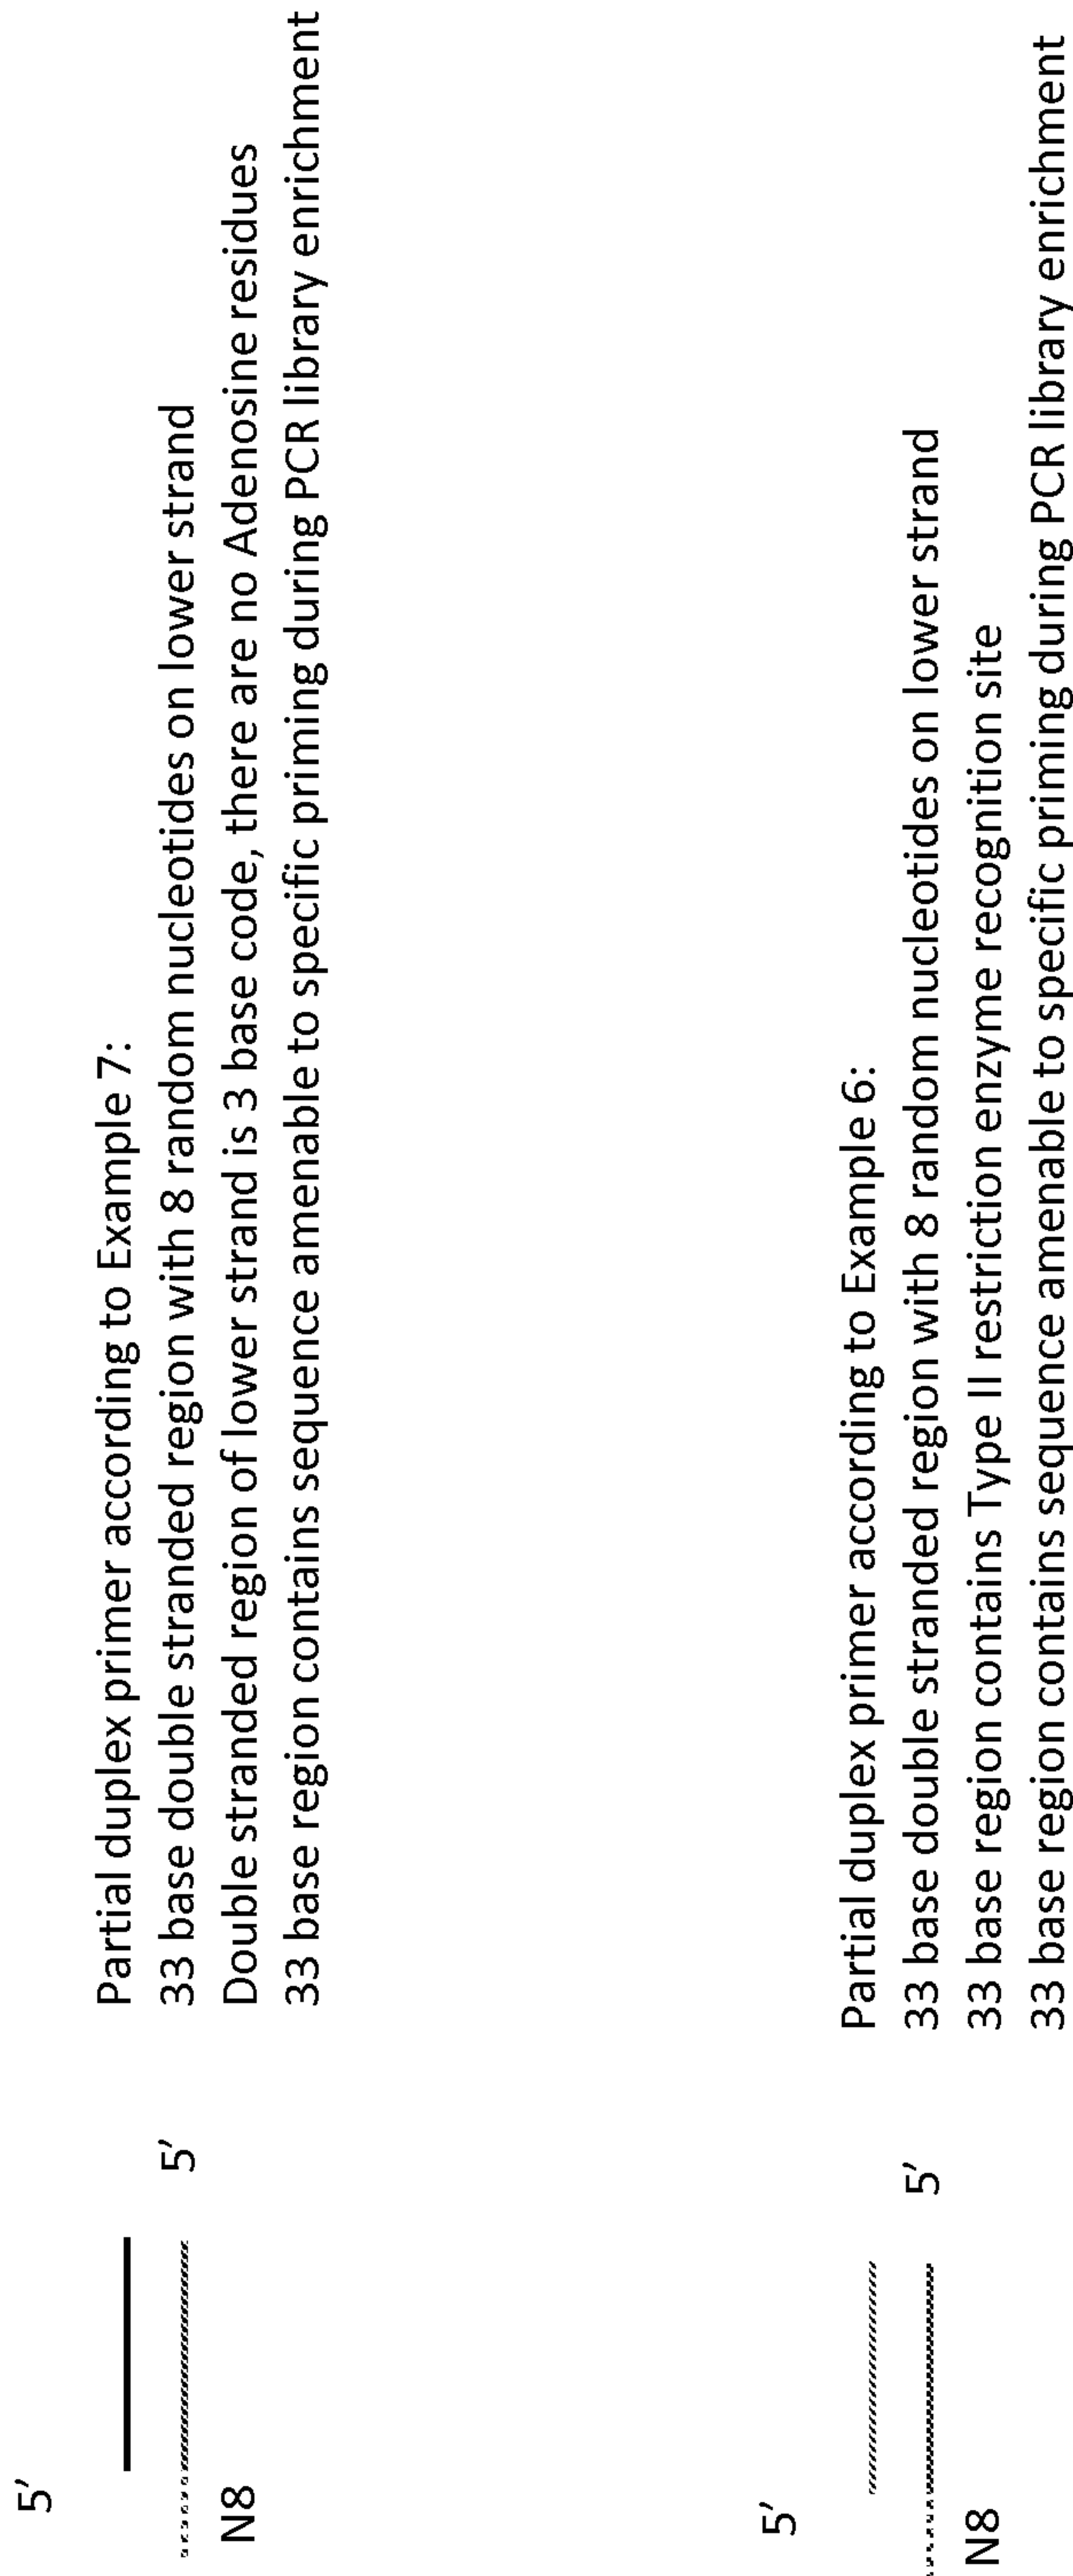 5'
5'
N8
Partial duplex primer according to Example 7:
33 base double stranded region with 8 random nucleotides on lower strand
Double stranded region of lower strand is 3 base code, there are no Adenosine residues
33 base region contains sequence amenable to specific priming during PCR library enrichment
5'
5'
N8
Partial duplex primer according to Example 6:
33 base double stranded region with 8 random nucleotides on lower strand
33 base region contains Type II restriction enzyme recognition site
33 base region contains sequence amenable to specific priming during PCR library enrichment